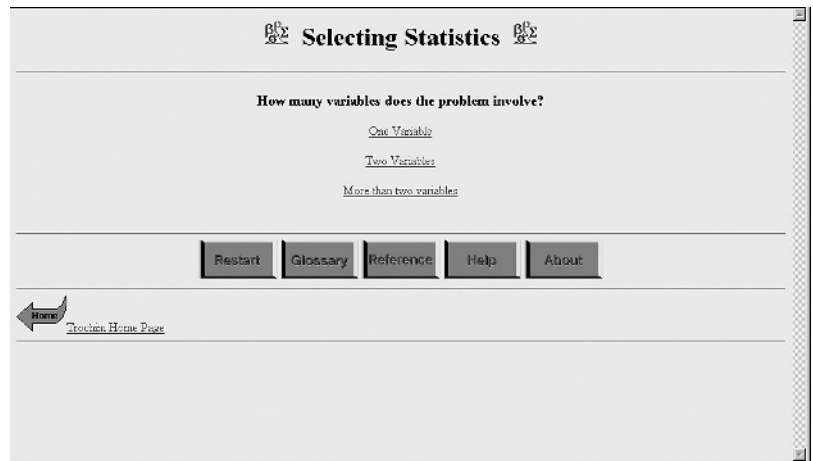 Selecting Statistics
How many variables does the problem involve?
One Variable
Two Variables
More than two variables
Restart Glossary Reference Help About
Home
Trochim Home Page